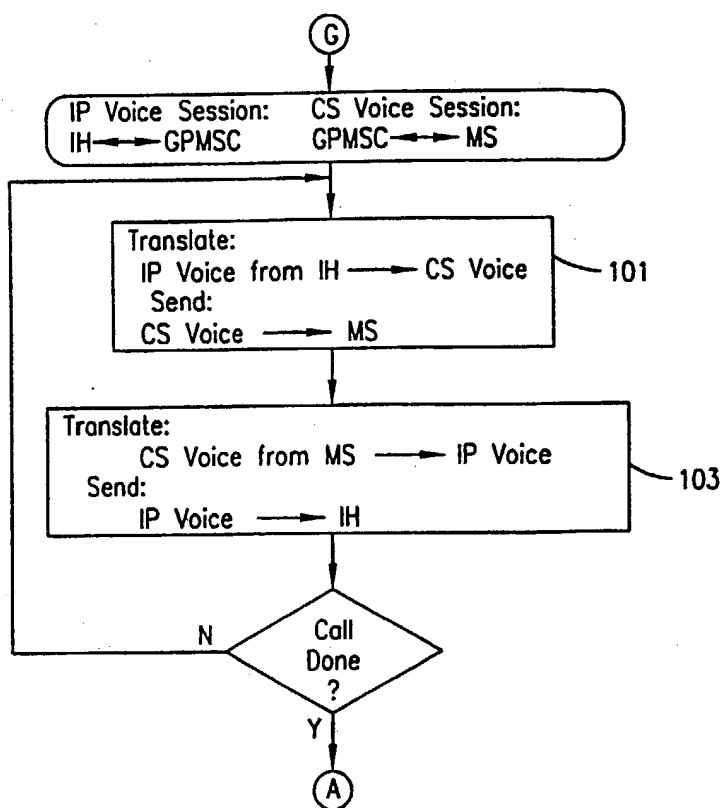 G
IP Voice Session: CS Voice Session:
IH↔GPMSC GPMSC↔MS
Translate:
IP Voice from IH → CS Voice
Send:
CS Voice → MS
101
Translate:
CS Voice from MS → IP Voice
Send:
IP Voice → IH
103
Call
Done
?
N
Y
A